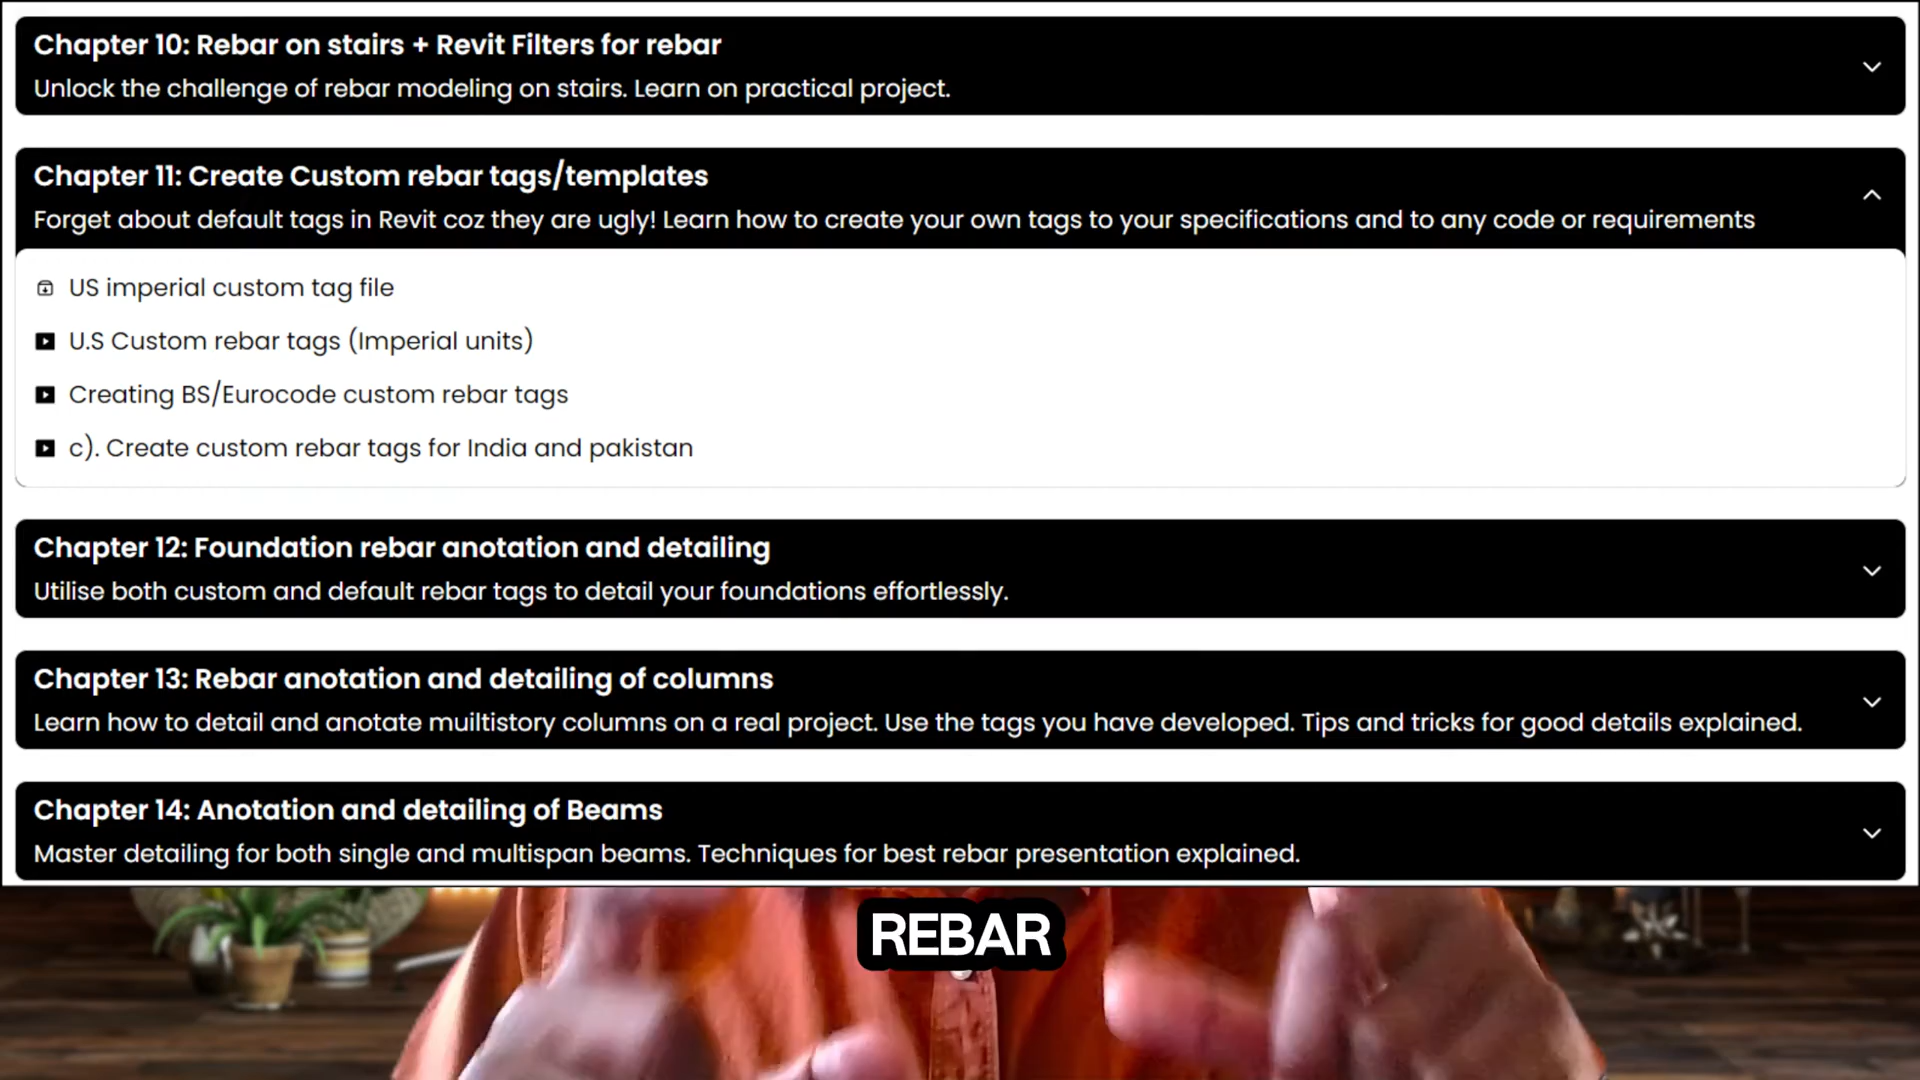 Chapter 10: Rebar on stairs + Revit Filters for rebar
Unlock the challenge of rebar modeling on stairs. Learn on practical project.
Chapter 11: Create Custom rebar tags/templates
Forget about default tags in Revit coz they are ugly! Learn how to create your own tags to your specifications and to any code or requirements
US imperial custom tag file
U.S Custom rebar tags (Imperial units)
Creating BS/Eurocode custom rebar tags
c). Create custom rebar tags for India and pakistan
Chapter 12: Foundation rebar anotation and detailing
Utilise both custom and default rebar tags to detail your foundations effortlessly.
Chapter 13: Rebar anotation and detailing of columns
Learn how to detail and anotate muiltistory columns on a real project. Use the tags you have developed. Tips and tricks for good details explained.
Chapter 14: Anotation and detailing of Beams
Master detailing for both single and multispan beams. Techniques for best rebar presentation explained.
REBAR